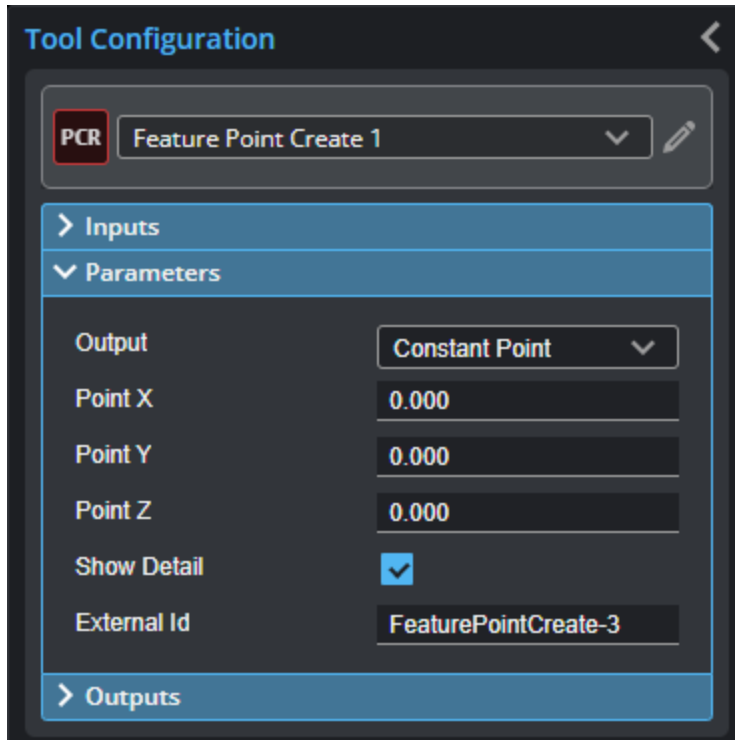 Tool Configuration
PCR Feature Point Create 1
Inputs
Parameters
Output Constant Point
Point X 0.000
Point Y 0.000
Point Z 0.000
Show Detail
External Id FeaturePointCreate-3
Outputs